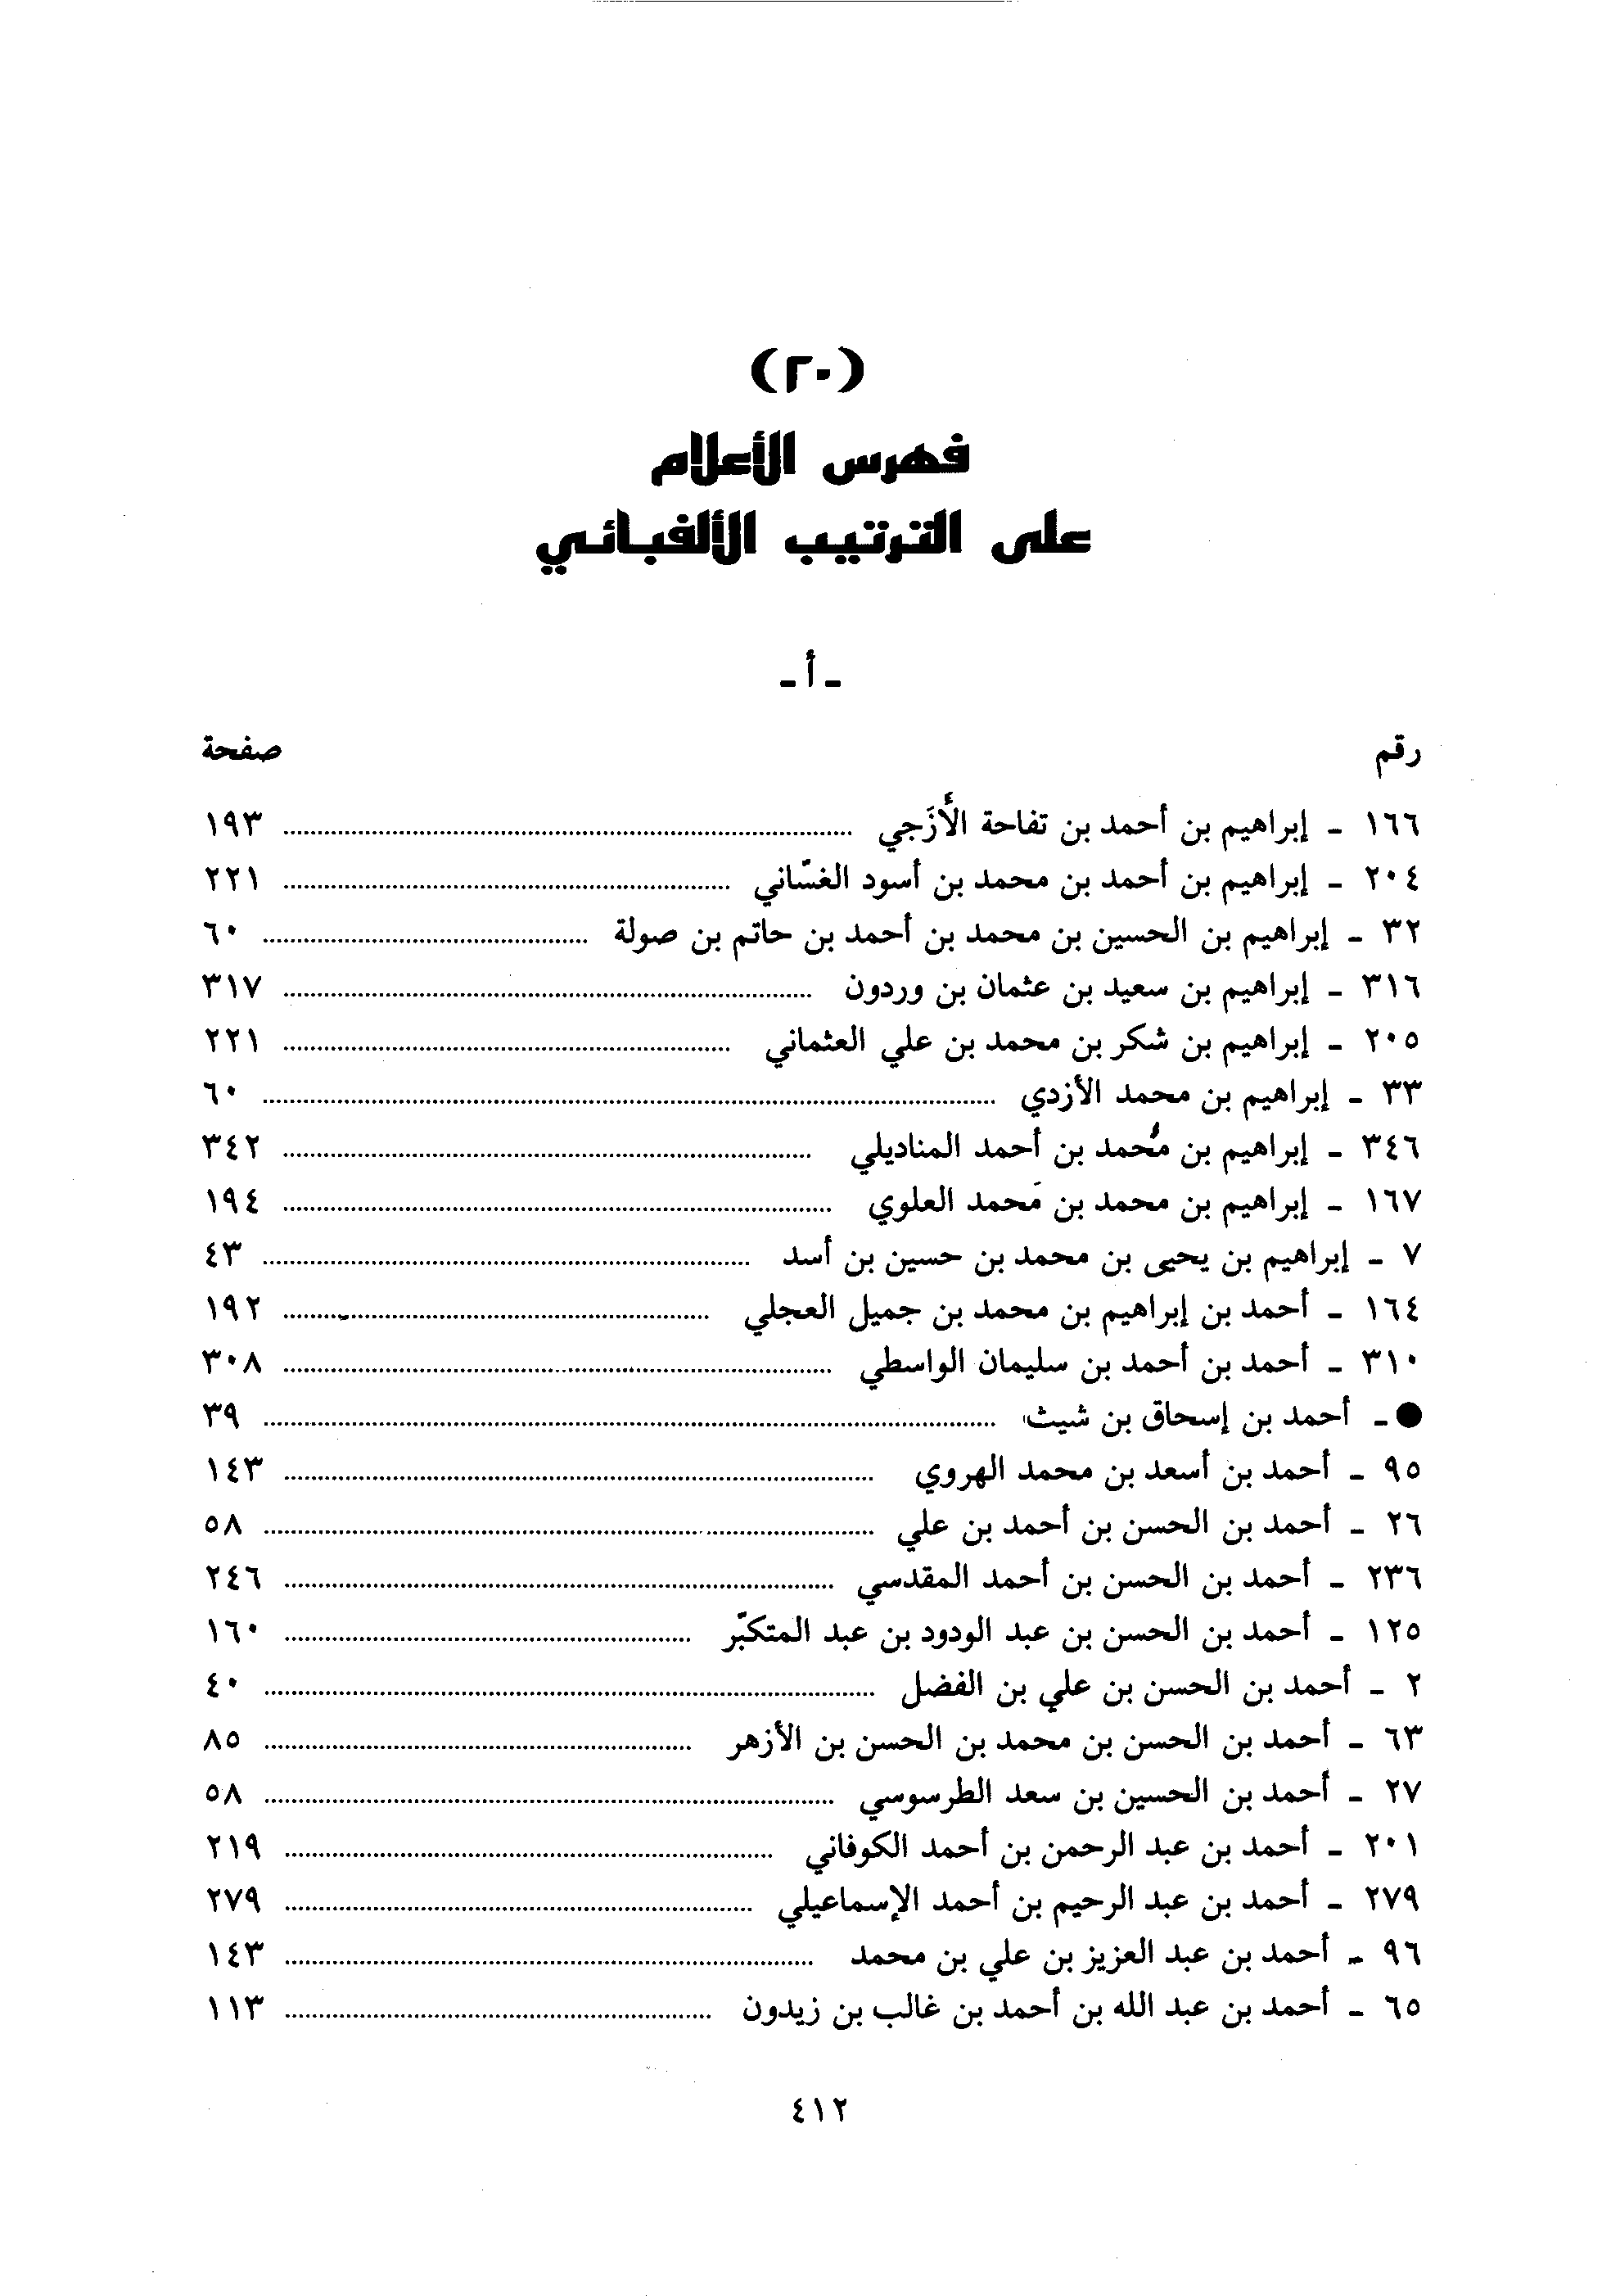 (٢٠)
فهرس الأعلام
على الترتيب الألفبائي
ـ أ ـ
رقم صفحة
١٦٦ ـ إبراهيم بن أحمد بن تفاحة الأَزَجي ........ ١٩٣
٢٠٤ ـ إبراهيم بن أحمد بن محمد بن أسود الغسّاني ........ ٢٢١
٣٢ ـ إبراهيم بن الحسين بن محمد بن أحمد بن حاتم بن صولة ........ ٦٠
٣١٦ ـ إبراهيم بن سعيد بن عثمان بن وردون ........ ٣١٧
٢٠٥ ـ إبراهيم بن شكر بن محمد بن علي العثماني ........ ٢٢١
٣٣ ـ إبراهيم بن محمد الأزدي ........ ٦٠
٣٤٦ ـ إبراهيم بن مُحمد بن أحمد المناديلي ........ ٣٤٢
١٦٧ ـ إبراهيم بن محمد بن مَحمد العلوي ........ ١٩٤
٧ ـ إبراهيم بن يحيى بن محمد بن حسين بن أسد ........ ٤٣
١٦٤ ـ أحمد بن إبراهيم بن محمد بن جميل العجلي ........ ١٩٢
٣١٠ ـ أحمد بن أحمد بن سليمان الواسطي ........ ٣٠٨
● ـ أحمد بن إسحاق بن شيث ........ ٣٩
٩٥ ـ أحمد بن أسعد بن محمد الهروي ........ ١٤٣
٢٦ ـ أحمد بن الحسن بن أحمد بن علي ........ ٥٨
٢٣٦ ـ أحمد بن الحسن بن أحمد المقدسي ........ ٢٤٦
١٢٥ ـ أحمد بن الحسن بن عبد الودود بن عبد المتكبّر ........ ١٦٠
٢ ـ أحمد بن الحسن بن علي بن الفضل ........ ٤٠
٦٣ ـ أحمد بن الحسن بن محمد بن الحسن بن الأزهر ........ ٨٥
٢٧ ـ أحمد بن الحسين بن سعد الطرسوسي ........ ٥٨
٢٠١ ـ أحمد بن عبد الرحمن بن أحمد الكوفاني ........ ٢١٩
٢٧٩ ـ أحمد بن عبد الرحيم بن أحمد الإسماعيلي ........ ٢٧٩
٩٦ ـ أحمد بن عبد العزيز بن علي بن محمد ........ ١٤٣
٦٥ ـ أحمد بن عبد الله بن أحمد بن غالب بن زيدون ........ ١١٣
٤١٢